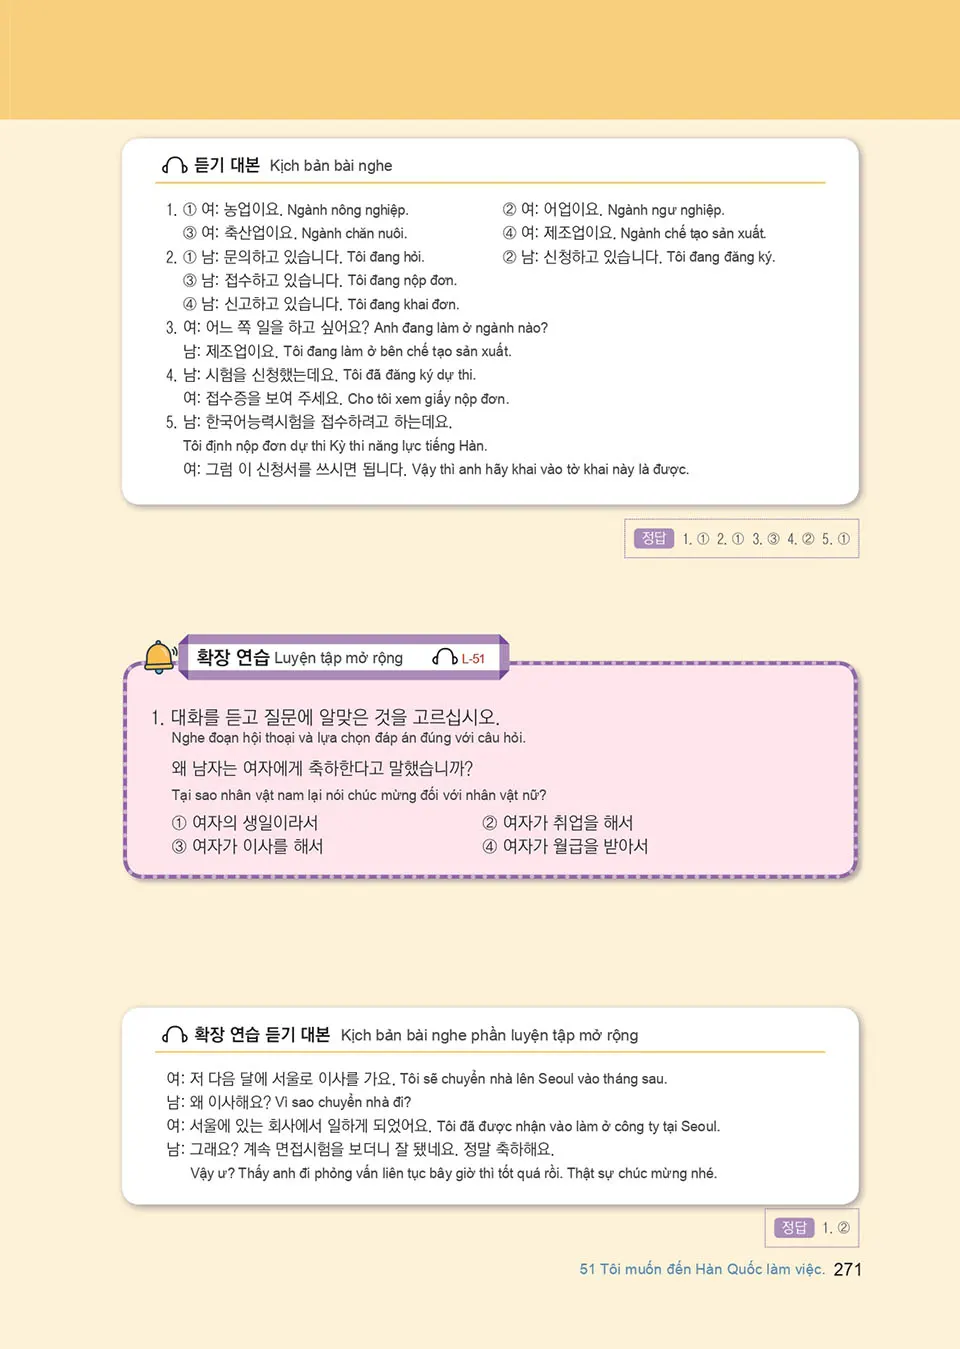 듣기 대본 Kịch bản bài nghe
1. ① 여: 농업이요. Ngành nông nghiệp. ② 여: 어업이요. Ngành ngư nghiệp.
③ 여: 축산업이요. Ngành chăn nuôi. ④ 여: 제조업이요. Ngành chế tạo sản xuất.
2. ① 남: 문의하고 있습니다. Tôi đang hỏi. ② 남: 신청하고 있습니다. Tôi đang đăng ký.
③ 남: 접수하고 있습니다. Tôi đang nộp đơn.
④ 남: 신고하고 있습니다. Tôi đang khai đơn.
3. 여: 어느 쪽 일을 하고 싶어요? Anh đang làm ở ngành nào?
남: 제조업이요. Tôi đang làm ở bên chế tạo sản xuất.
4. 남: 시험을 신청했는데요. Tôi đã đăng ký dự thi.
여: 접수증을 보여 주세요. Cho tôi xem giấy nộp đơn.
5. 남: 한국어능력시험을 접수하려고 하는데요.
Tôi định nộp đơn dự thi Kỳ thi năng lực tiếng Hàn.
여: 그럼 이 신청서를 쓰시면 됩니다. Vậy thì anh hãy khai vào tờ khai này là được.
정답 1. ① 2. ① 3. ③ 4. ② 5. ①
확장 연습 Luyện tập mở rộng L-51
1. 대화를 듣고 질문에 알맞은 것을 고르십시오.
Nghe đoạn hội thoại và lựa chọn đáp án đúng với câu hỏi.
왜 남자는 여자에게 축하한다고 말했습니까?
Tại sao nhân vật nam lại nói chúc mừng đối với nhân vật nữ?
① 여자의 생일이라서 ② 여자가 취업을 해서
③ 여자가 이사를 해서 ④ 여자가 월급을 받아서
확장 연습 듣기 대본 Kịch bản bài nghe phần luyện tập mở rộng
여: 저 다음 달에 서울로 이사를 가요. Tôi sẽ chuyển nhà lên Seoul vào tháng sau.
남: 왜 이사해요? Vì sao chuyển nhà đi?
여: 서울에 있는 회사에서 일하게 되었어요. Tôi đã được nhận vào làm ở công ty tại Seoul.
남: 그래요? 계속 면접시험을 보더니 잘 됐네요. 정말 축하해요.
Vậy ư? Thấy anh đi phỏng vấn liên tục bây giờ thì tốt quá rồi. Thật sự chúc mừng nhé.
정답 1. ②
51 Tôi muốn đến Hàn Quốc làm việc. 271